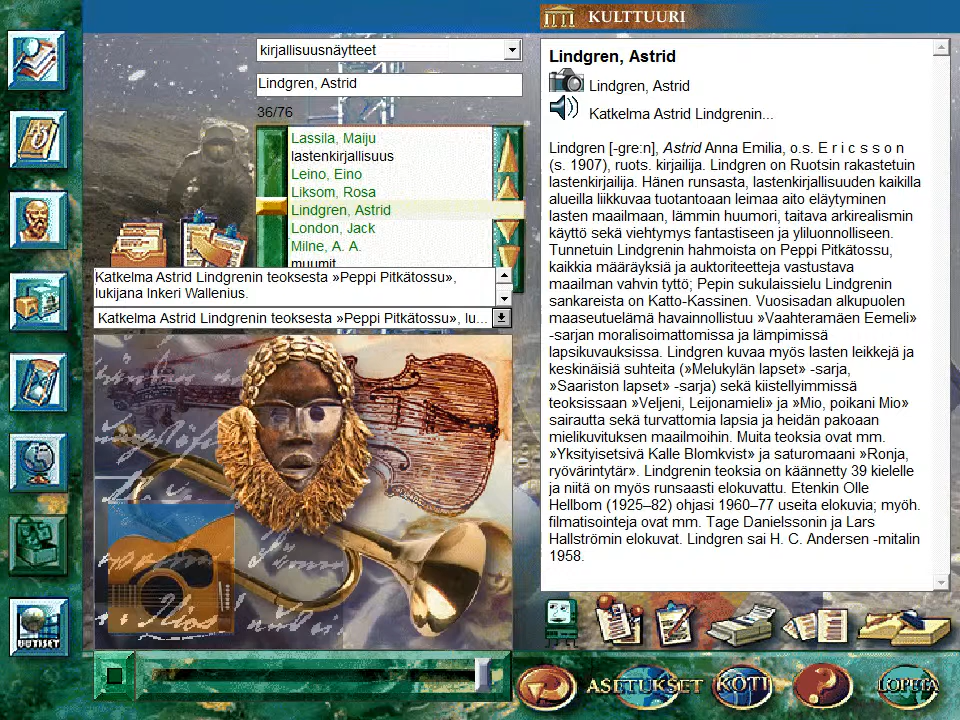 KULTTUURI
kirjallisuusnäytteet
Lindgren, Astrid
36/76
Lassila, Maiju
lastenkirjallisuus
Leino, Eino
Liksom, Rosa
Lindgren, Astrid
London, Jack
Milne, A. A.
muumit
Katkelma Astrid Lindgrenin teoksesta »Peppi Pitkätossu»,
lukijana Inkeri Wallenius.
Katkelma Astrid Lindgrenin teoksesta »Peppi Pitkätossu», lu...
Lindgren, Astrid
Lindgren, Astrid
Katkelma Astrid Lindgrenin...
Lindgren [-gre:n], Astrid Anna Emilia, o.s. E r i c s s o n
(s. 1907), ruots. kirjailija. Lindgren on Ruotsin rakastetuin
lastenkirjailija. Hänen runsasta, lastenkirjallisuuden kaikilla
alueilla liikkuvaa tuotantoaan leimaa aito eläytyminen
lasten maailmaan, lämmin huumori, taitava arkirealismin
käyttö sekä viehtymys fantastiseen ja yliluonnolliseen.
Tunnetuin Lindgrenin hahmoista on Peppi Pitkätossu,
kaikkia määräyksiä ja auktoriteetteja vastustava
maailman vahvin tyttö; Pepin sukulaissielu Lindgrenin
sankareista on Katto-Kassinen. Vuosisadan alkupuolen
maaseutuelämä havainnollistuu »Vaahteramäen Eemeli»
-sarjan moralisoimattomissa ja lämpimissä
lapsikuvauksissa. Lindgren kuvaa myös lasten leikkejä ja
keskinäisiä suhteita (»Melukylän lapset» -sarja,
»Saariston lapset» -sarja) sekä kiistellyimmissä
teoksissaan »Veljeni, Leijonamieli» ja »Mio, poikani Mio»
sairautta sekä turvattomia lapsia ja heidän pakoaan
mielikuvituksen maailmoihin. Muita teoksia ovat mm.
»Yksityisetsivä Kalle Blomkvist» ja saturomaani »Ronja,
ryövärintytär». Lindgrenin teoksia on käännetty 39 kielelle
ja niitä on myös runsaasti elokuvattu. Etenkin Olle
Hellbom (1925–82) ohjasi 1960–77 useita elokuvia; myöh.
filmatisointeja ovat mm. Tage Danielssonin ja Lars
Hallströmin elokuvat. Lindgren sai H. C. Andersen -mitalin
1958.
UUTISET
ASETUKSET
KOTI
LOPETA